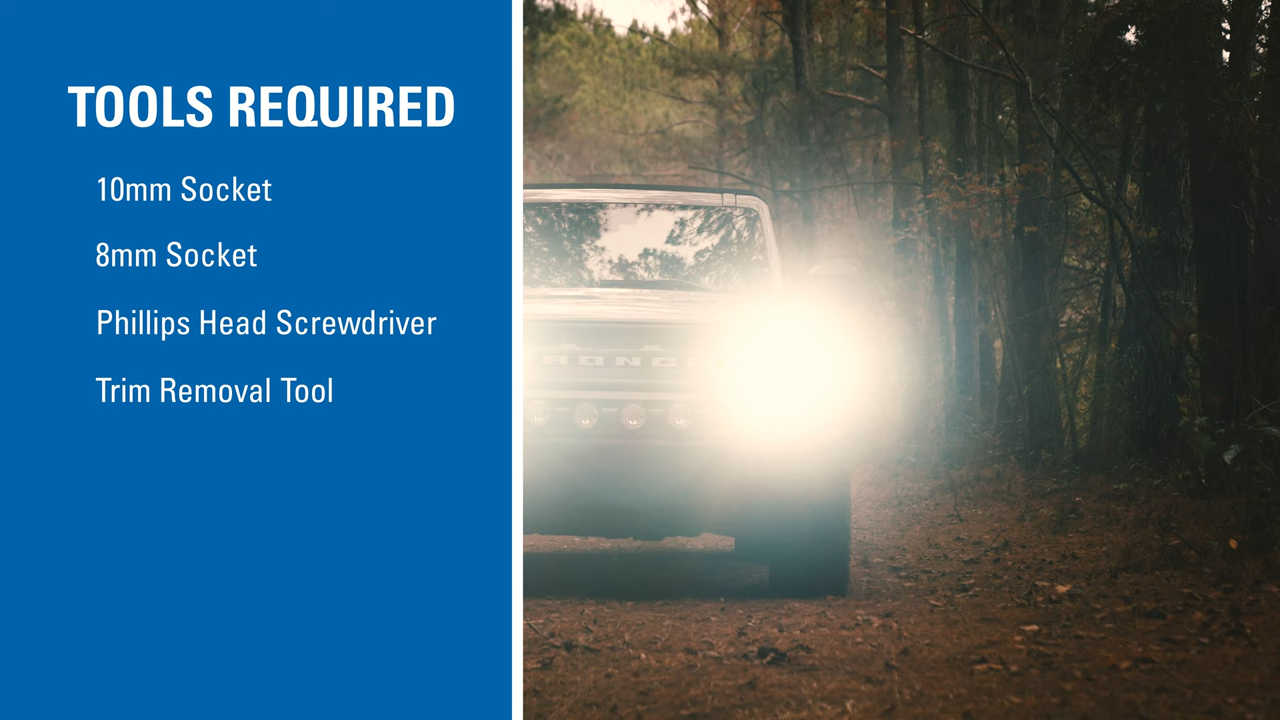 TOOLS REQUIRED
10mm Socket
8mm Socket
Phillips Head Screwdriver
Trim Removal Tool